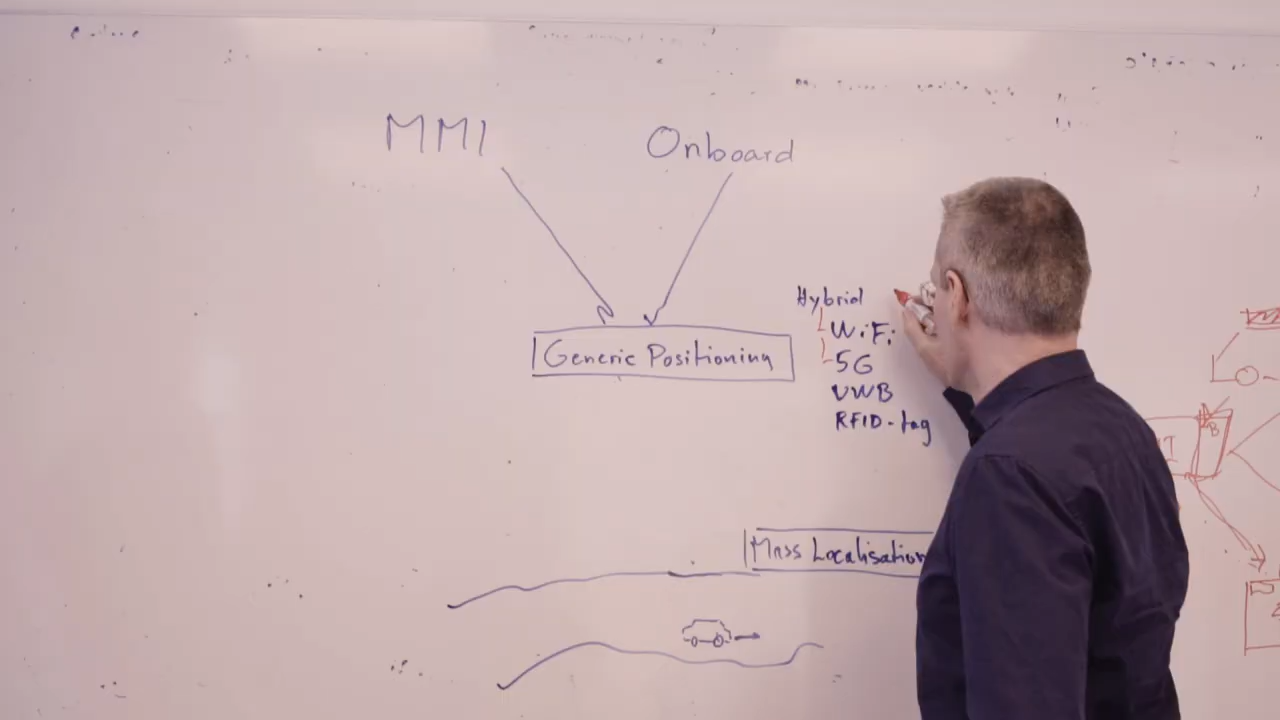 MMI
Onboard
Generic Positioning
Hybrid
WiFi
5G
UWB
RFID-tag
Mass Localisation
B